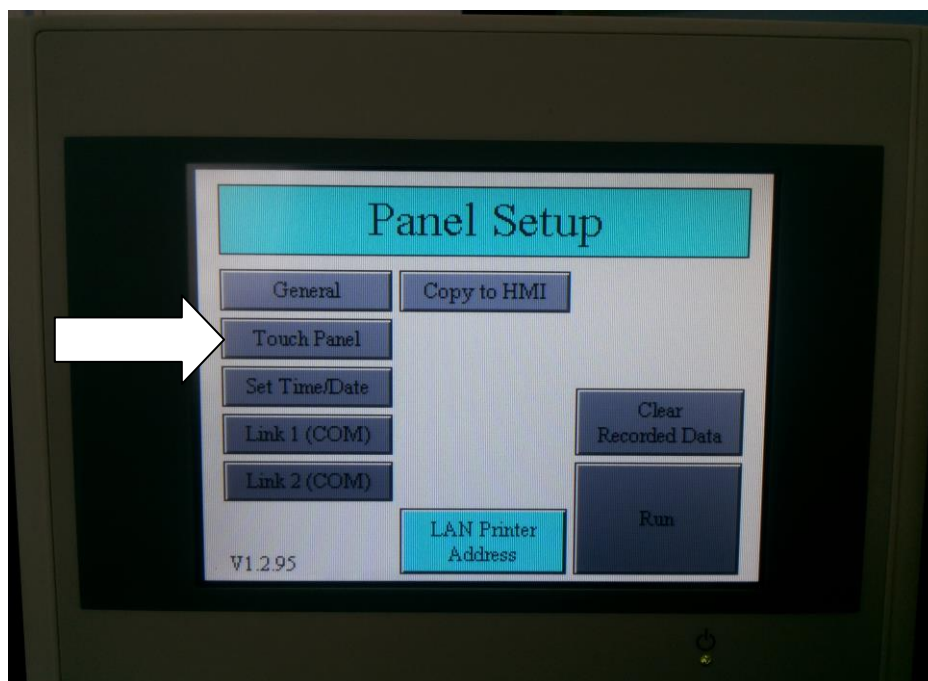 Panel Setup
General
Copy to HMI
Touch Panel
Set Time/Date
Link 1 (COM)
Link 2 (COM)
Clear
Recorded Data
LAN Printer
Address
Run
V1.2.95